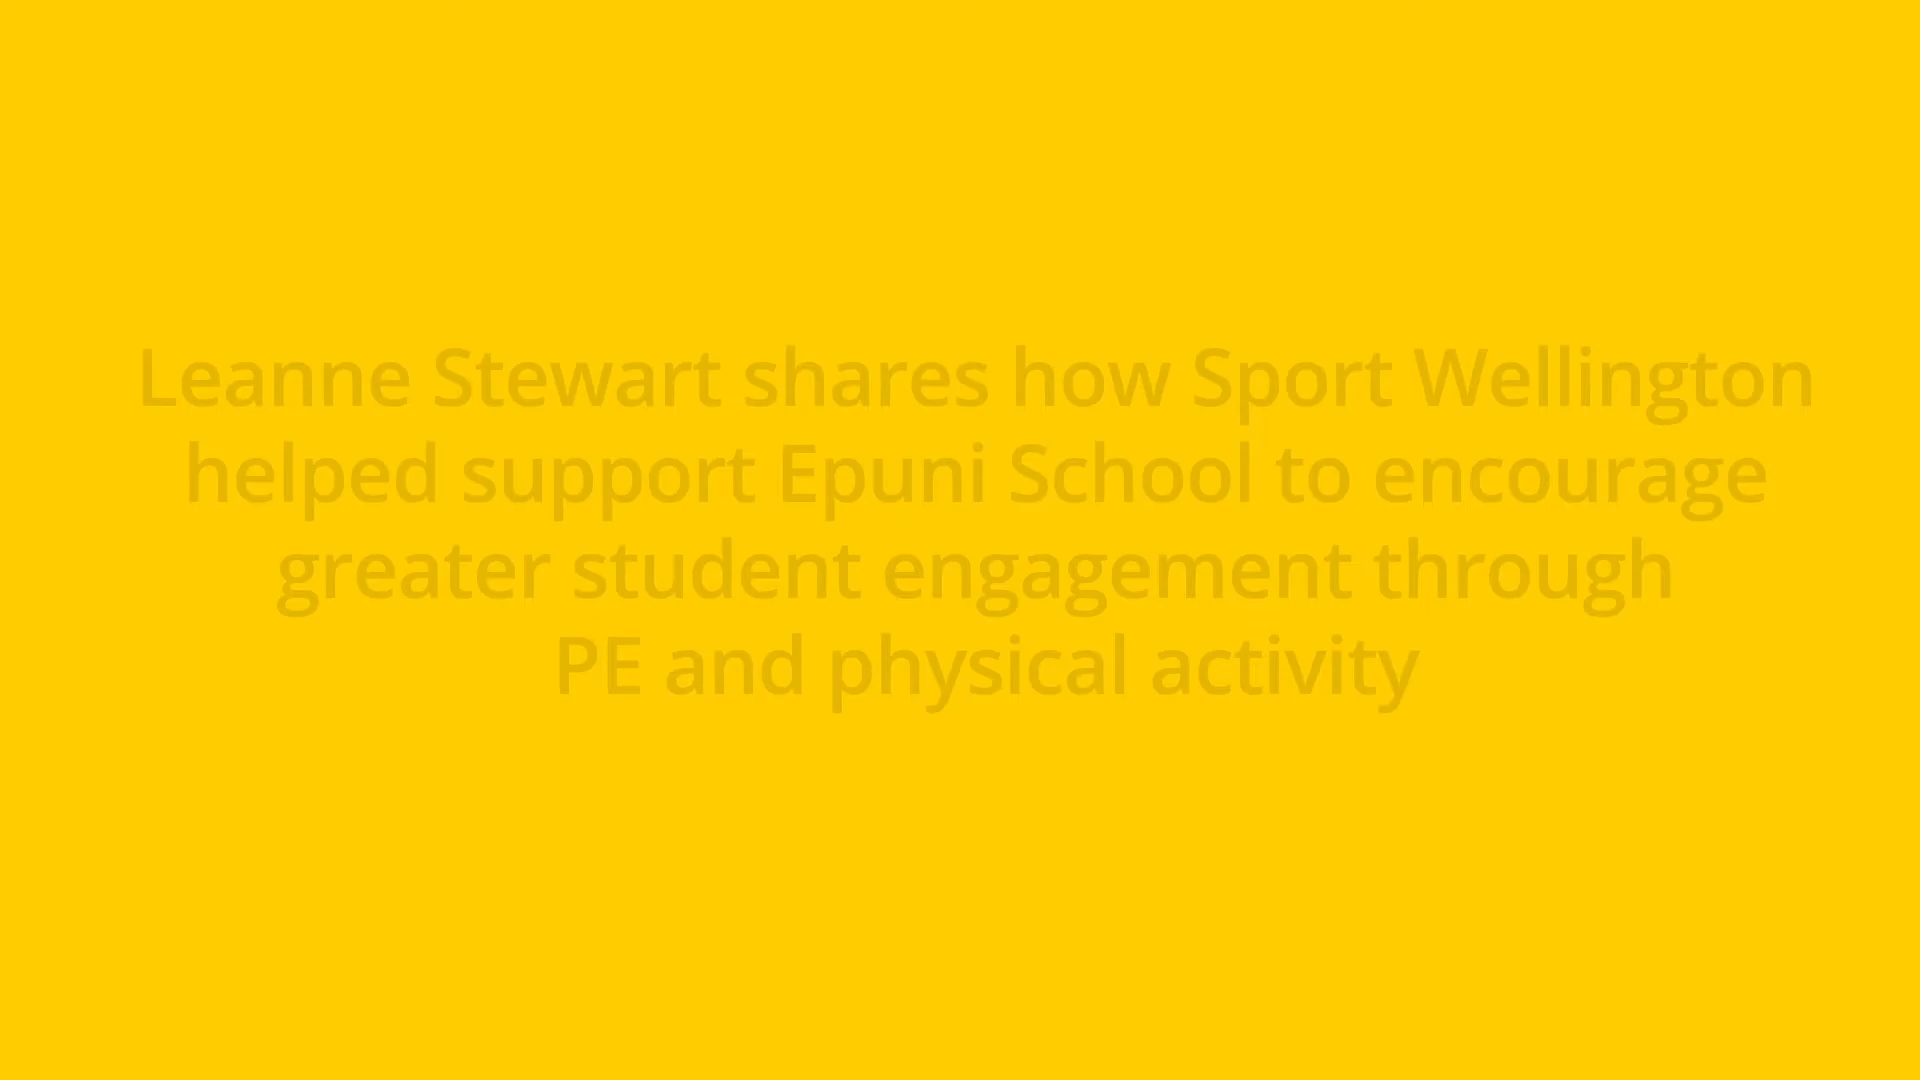 Leanne Stewart shares how Sport Wellington
helped support Epuni School to encourage
greater student engagement through
PE and physical activity